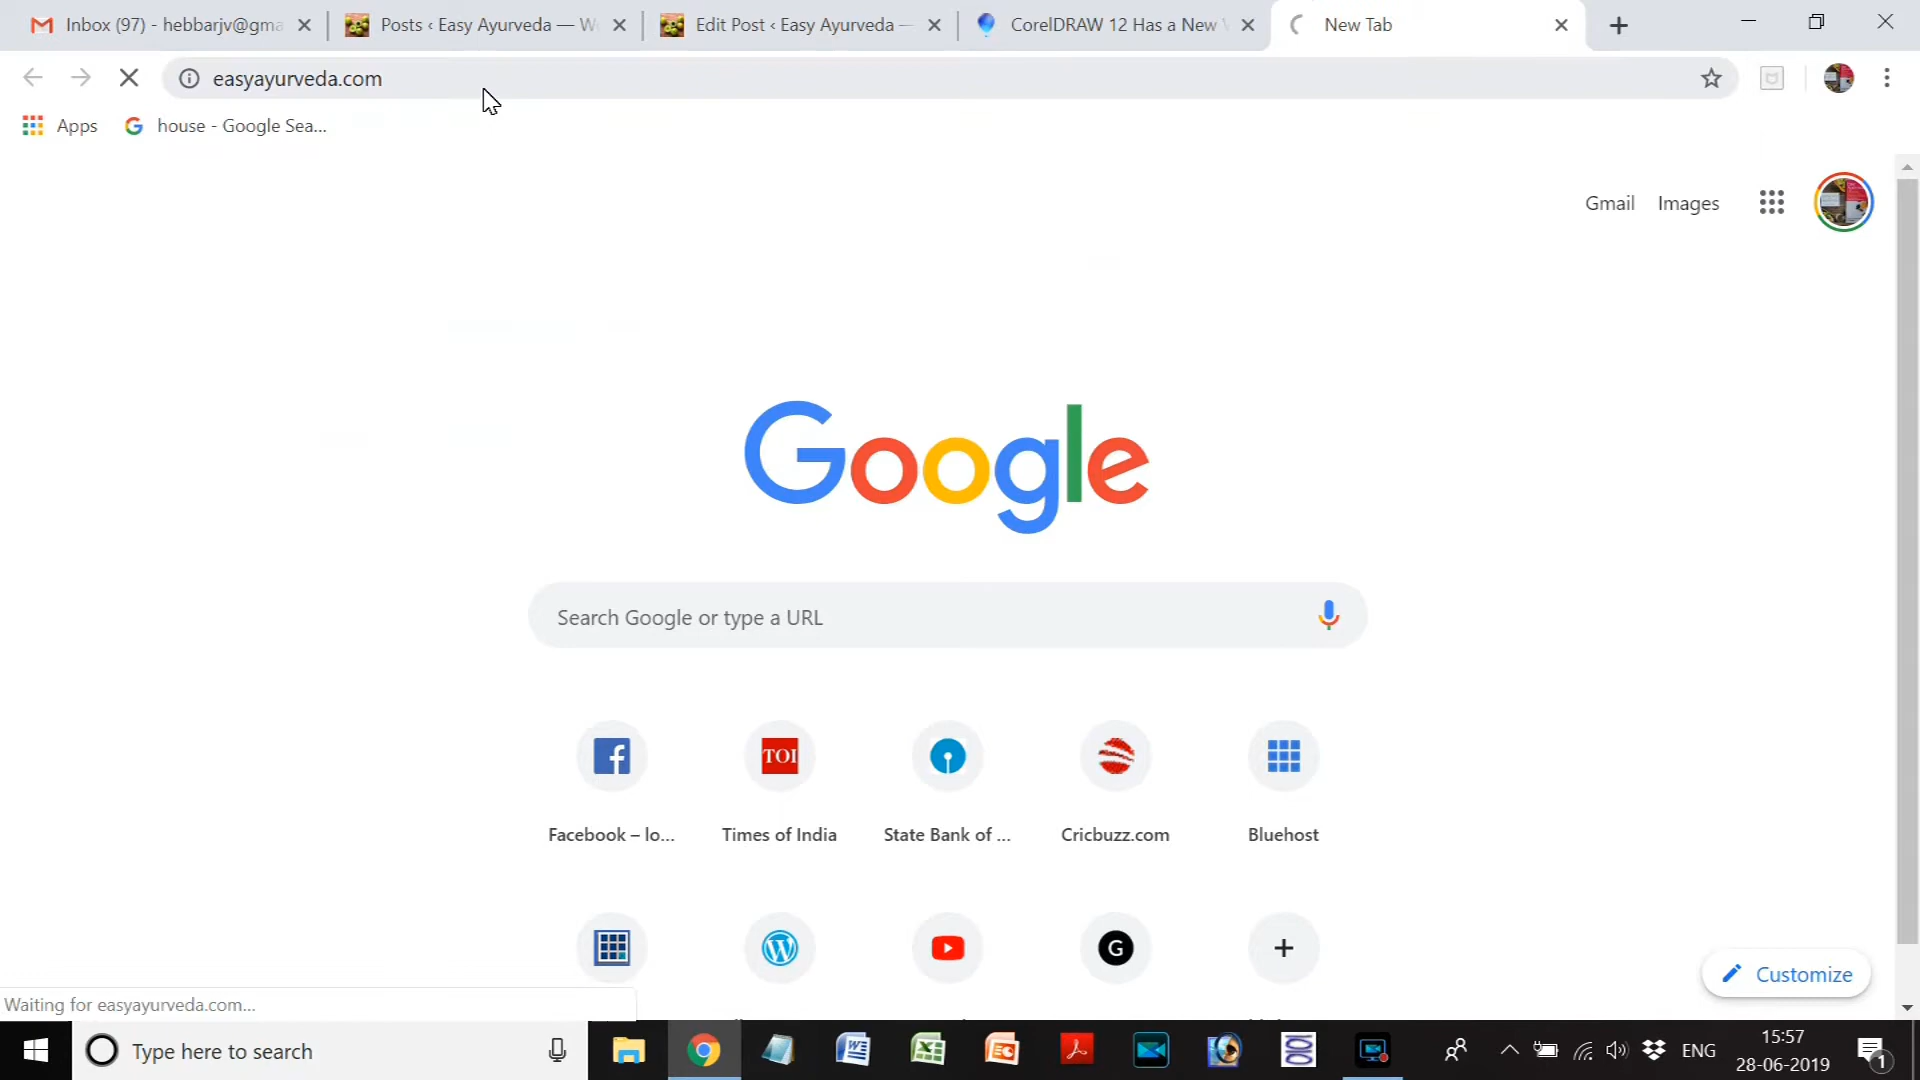 Inbox (97) - hebbarjv@gma
Posts ‹ Easy Ayurveda — W
Edit Post ‹ Easy Ayurveda —
CorelDRAW 12 Has a New
New Tab
easyayurveda.com
Apps
house - Google Sea...
Gmail
Images
Google
Search Google or type a URL
TOI
Facebook – lo...
Times of India
State Bank of ...
Cricbuzz.com
Bluehost
G
Customize
Waiting for easyayurveda.com...
Type here to search
ENG
15:57
28-06-2019
1